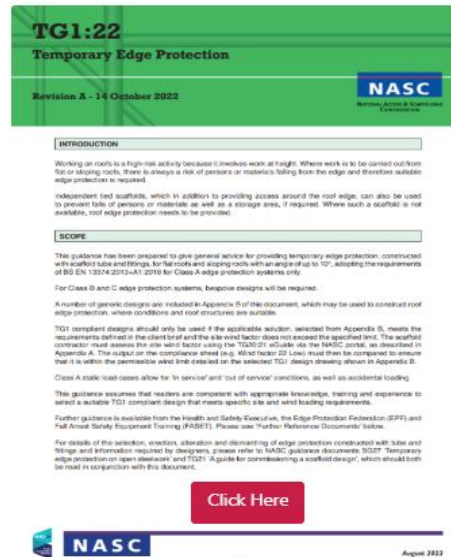 TG1:22
Temporary Edge Protection
Revision A - 14 October 2022
NASC
NATIONAL ACCESS & SCAFFOLDING
CONFEDERATION
INTRODUCTION
Working on roofs is a high-risk activity because it involves work at height. Where work is to be carried out from
flat or sloping roofs, there is always a risk of persons or materials falling from the edge and therefore suitable
edge protection is required.
Independent tied scaffolds, which in addition to providing access around the roof edge, can also be used
to prevent falls of persons or materials as well as a storage area, if required. Where such a scaffold is not
available, roof edge protection needs to be provided.
SCOPE
This guidance has been prepared to give general advice for providing temporary edge protection, constructed
with scaffold tube and fittings, for flat roofs and sloping roofs with an angle of up to 10°, adopting the requirements
of BS EN 13374:2013+A1:2018 for Class A edge protection systems only.
For Class B and C edge protection systems, bespoke designs will be required.
A number of generic designs are included in Appendix B of this document, which may be used to construct roof
edge protection, where conditions and roof structures are suitable.
TG1 compliant designs should only be used if the applicable solution, selected from Appendix B, meets the
requirements defined in the client brief and the site wind factor does not exceed the specified limit. The scaffold
contractor must assess the site wind factor using the TG20:21 eGuide via the NASC portal, as described in
Appendix A. The output on the compliance sheet (e.g. Wind factor 22 Low) must then be compared to ensure
that it is within the permissible wind limit detailed on the selected TG1 design drawing shown in Appendix B.
Class A static load cases allow for 'in service' and 'out of service' conditions, as well as accidental loading.
This guidance assumes that readers are competent with appropriate knowledge, training and experience to
select a suitable TG1 compliant design that meets specific site and wind loading requirements.
Further guidance is available from the Health and Safety Executive, the Edge Protection Federation (EPF) and
Fall Arrest Safety Equipment Training (FASET). Please see 'Further Reference Documents' below.
For details of the selection, erection, alteration and dismantling of edge protection constructed with tube and
fittings and information required by designers, please refer to NASC guidance documents SG27 'Temporary
edge protection on open steelwork' and TG21 'A guide for commissioning a scaffold design', which should both
be read in conjunction with this document.
Click Here
NASC
August 2022